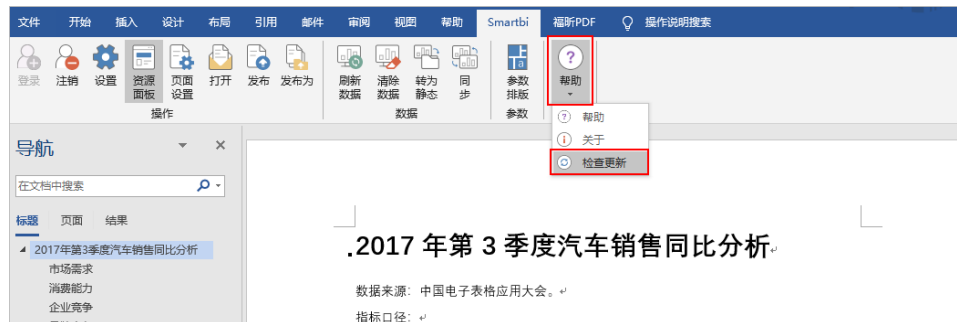 文件 开始 插入 设计 布局 引用 邮件 审阅 视图 帮助 Smartbi 福昕PDF 操作说明搜索
登录 注销 设置 资源面板 页面设置 打开 发布 发布为 刷新数据 清除数据 转为静态 同步 参数排版 帮助
操作 数据 参数
帮助
关于
检查更新
导航
在文档中搜索
标题 页面 结果
2017年第3季度汽车销售同比分析
市场需求
消费能力
企业竞争
2017 年第 3 季度汽车销售同比分析
数据来源：中国电子表格应用大会。
指标口径：